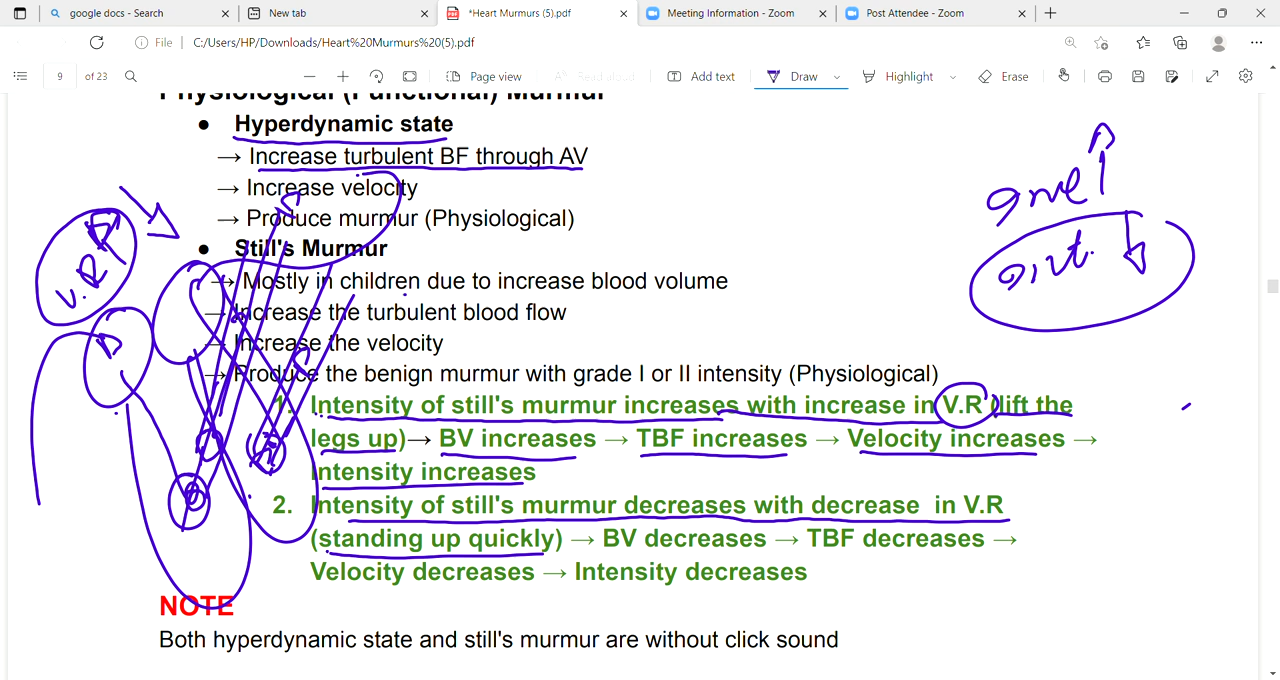 google docs - Search
New tab
*Heart Murmurs (5).pdf
Meeting Information - Zoom
Post Attendee - Zoom
File
C:/Users/HP/Downloads/Heart%20Murmurs%20(5).pdf
9 of 23
Page view
Read aloud
Add text
Draw
Highlight
Erase
Physiological (Functional) Murmur
● Hyperdynamic state
→ Increase turbulent BF through AV
→ Increase velocity
→ Produce murmur (Physiological)
● Still's Murmur
→ Mostly in children due to increase blood volume
→ Increase the turbulent blood flow
→ Increase the velocity
→ Produce the benign murmur with grade I or II intensity (Physiological)
1. Intensity of still's murmur increases with increase in V.R (lift the
legs up)→ BV increases → TBF increases → Velocity increases →
Intensity increases
2. Intensity of still's murmur decreases with decrease in V.R
(standing up quickly) → BV decreases → TBF decreases →
Velocity decreases → Intensity decreases
NOTE
Both hyperdynamic state and still's murmur are without click sound
V.R